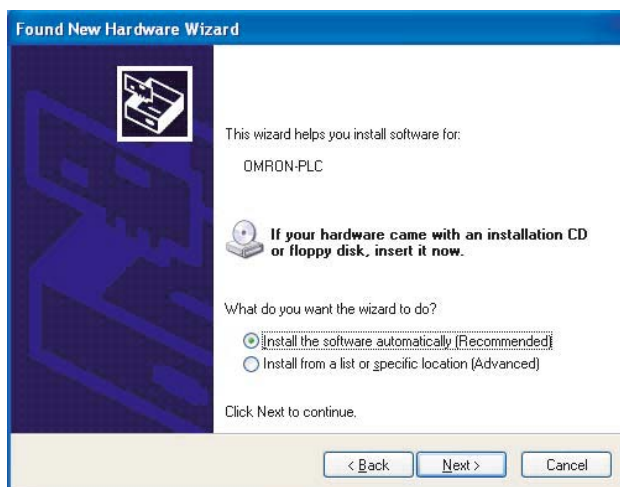 Found New Hardware Wizard
This wizard helps you install software for:
OMRON-PLC
If your hardware came with an installation CD
or floppy disk, insert it now.
What do you want the wizard to do?
Install the software automatically (Recommended)
Install from a list or specific location (Advanced)
Click Next to continue.
< Back Next > Cancel